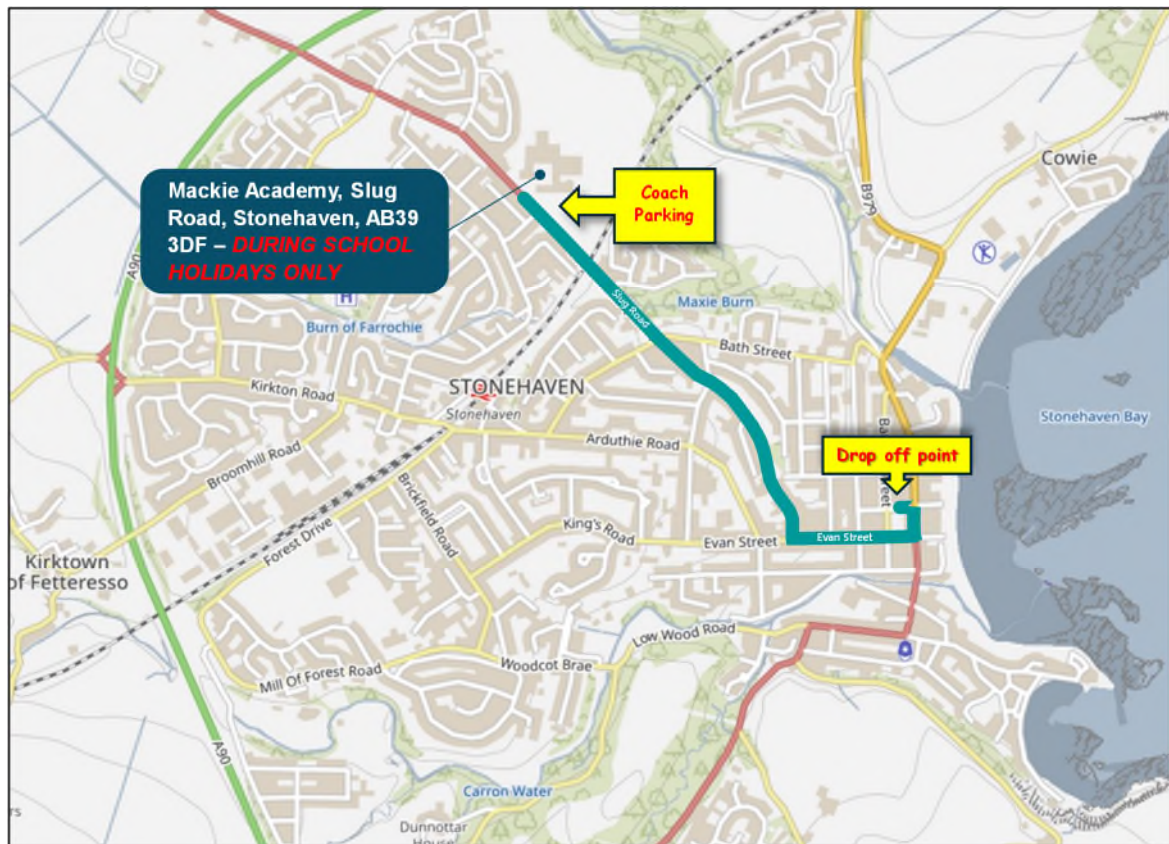 Cowie
B979
Mackie Academy, Slug
Road, Stonehaven, AB39
3DF – DURING SCHOOL
HOLIDAYS ONLY
Coach
Parking
A90
H
Slug Road
Maxie Burn
Burn of Farrochie
Bath Street
Kirkton Road
STONEHAVEN
Stonehaven
Stonehaven Bay
Arduthie Road
Broomhill Road
Drop off point
Street
Brickfield Road
King's Road
Evan Street
Evan Street
Forest Drive
Kirktown
of Fetteresso
Low Wood Road
Woodcot Brae
Mill Of Forest Road
A90
Carron Water
Dunnottar
House